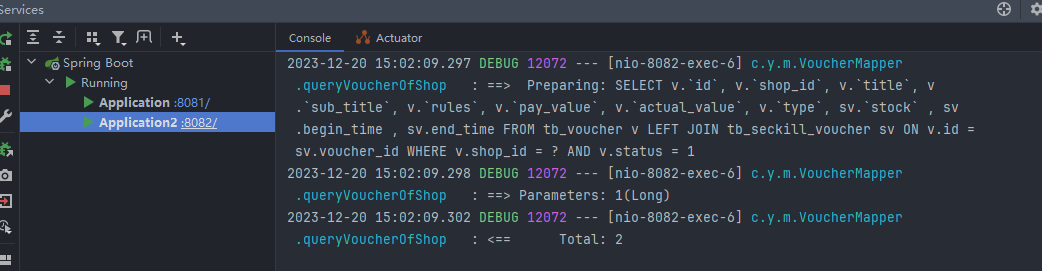 Services
Console
Actuator
Spring Boot
Running
Application :8081/
Application2 :8082/
2023-12-20 15:02:09.297 DEBUG 12072 --- [nio-8082-exec-6] c.y.m.VoucherMapper
.queryVoucherOfShop : ==> Preparing: SELECT v.`id`, v.`shop_id`, v.`title`, v
.`sub_title`, v.`rules`, v.`pay_value`, v.`actual_value`, v.`type`, sv.`stock` , sv
.begin_time , sv.end_time FROM tb_voucher v LEFT JOIN tb_seckill_voucher sv ON v.id =
sv.voucher_id WHERE v.shop_id = ? AND v.status = 1
2023-12-20 15:02:09.298 DEBUG 12072 --- [nio-8082-exec-6] c.y.m.VoucherMapper
.queryVoucherOfShop : ==> Parameters: 1(Long)
2023-12-20 15:02:09.302 DEBUG 12072 --- [nio-8082-exec-6] c.y.m.VoucherMapper
.queryVoucherOfShop : <== Total: 2